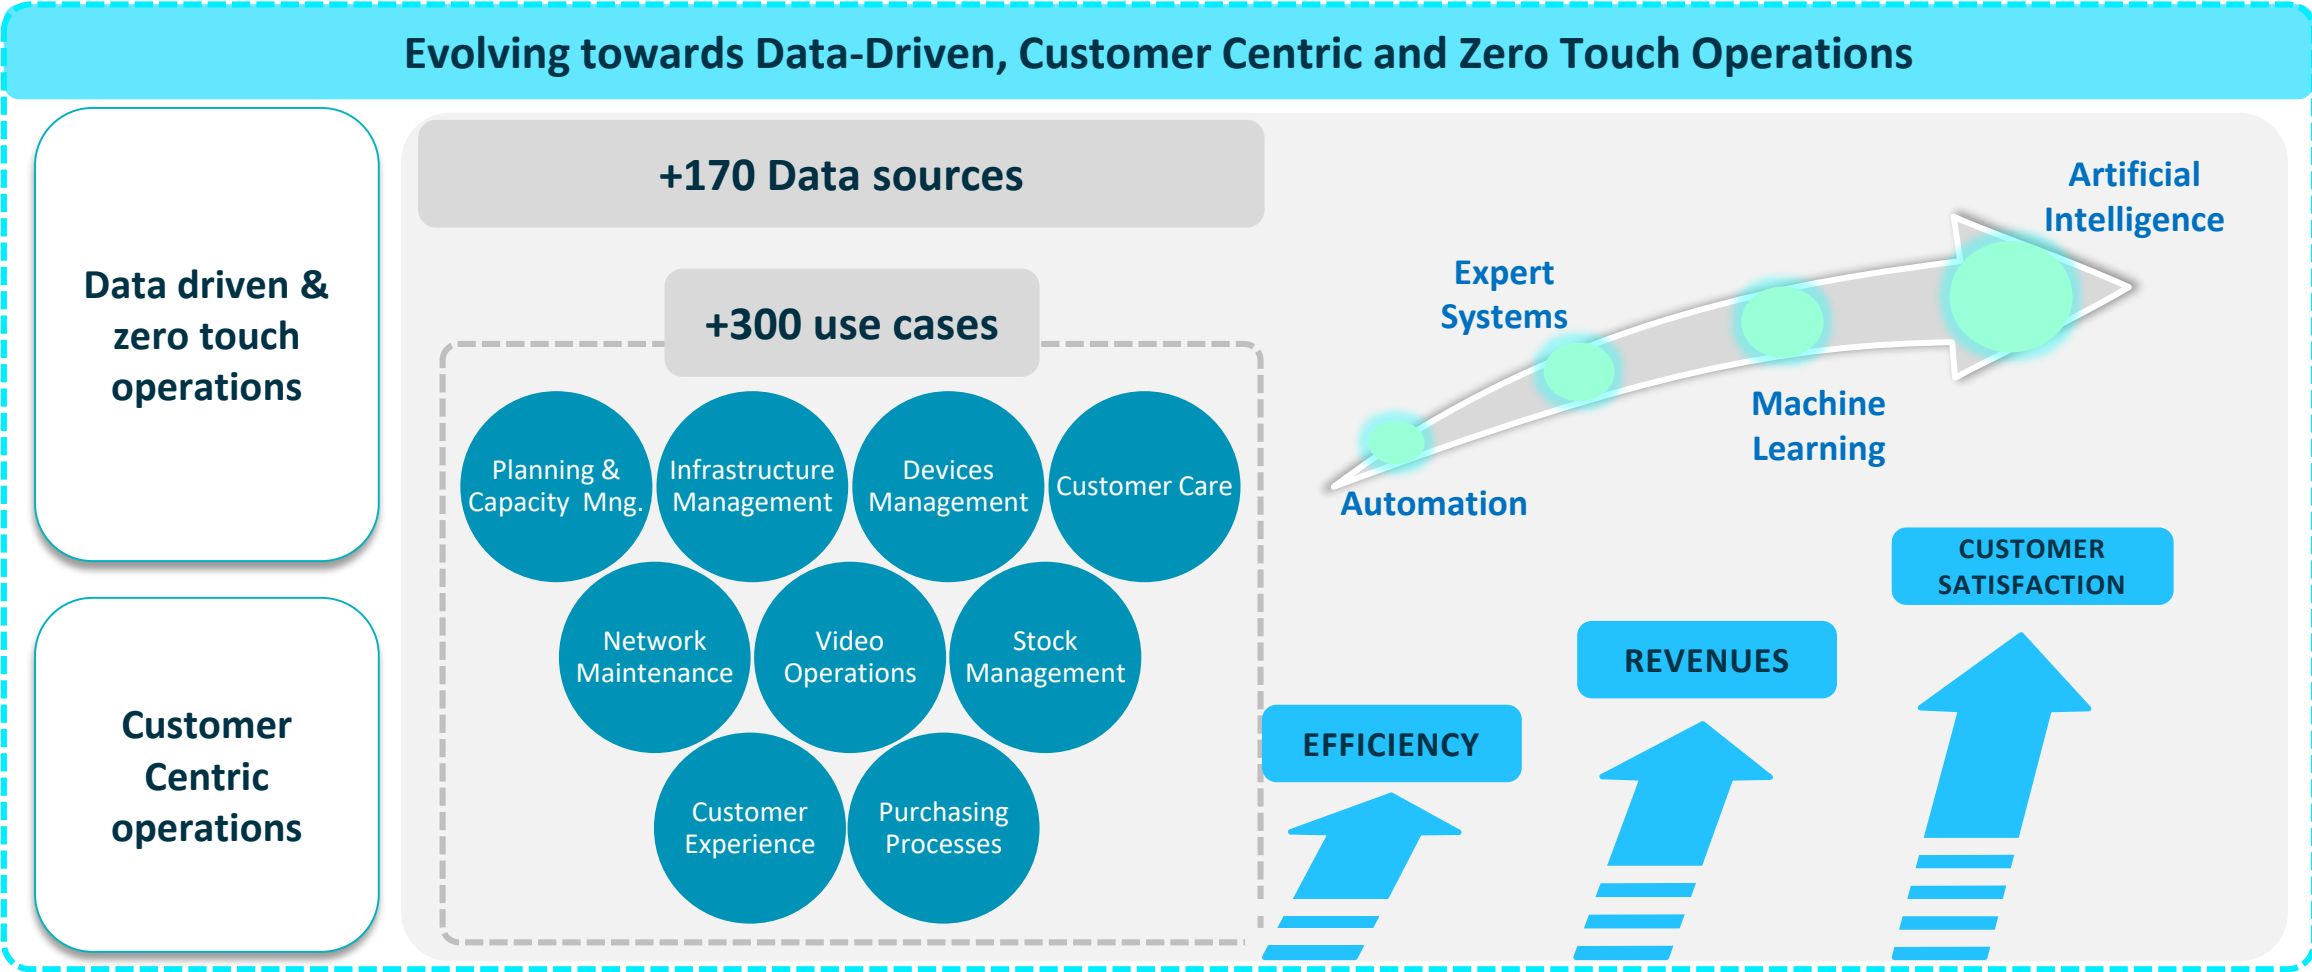 Evolving towards Data-Driven, Customer Centric and Zero Touch Operations
Data driven &
zero touch
operations
Customer
Centric
operations
+170 Data sources
+300 use cases
Planning &
Capacity  Mng.
Infrastructure
Management
Devices
Management
Customer Care
Network
Maintenance
Video
Operations
Stock
Management
Customer
Experience
Purchasing
Processes
Automation
Expert
Systems
Machine
Learning
Artificial
Intelligence
EFFICIENCY
REVENUES
CUSTOMER
SATISFACTION